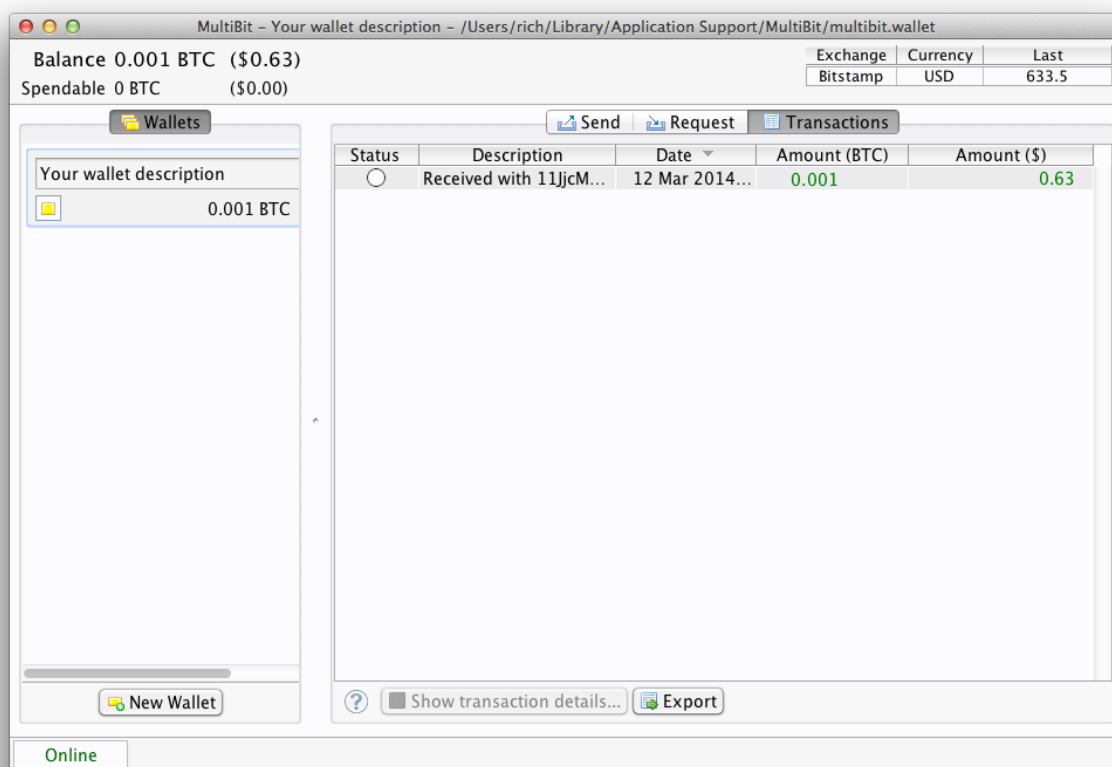 MultiBit – Your wallet description – /Users/rich/Library/Application Support/MultiBit/multibit.wallet
Balance 0.001 BTC ($0.63)
Spendable 0 BTC ($0.00)
Exchange Currency Last
Bitstamp USD 633.5
Wallets
Your wallet description
0.001 BTC
New Wallet
Send Request Transactions
Status Description Date Amount (BTC) Amount ($)
Received with 11JjcM... 12 Mar 2014... 0.001 0.63
? Show transaction details... Export
Online